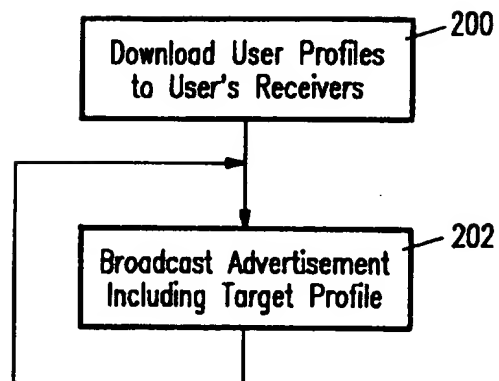 200
Download User Profiles
to User's Receivers
202
Broadcast Advertisement
Including Target Profile